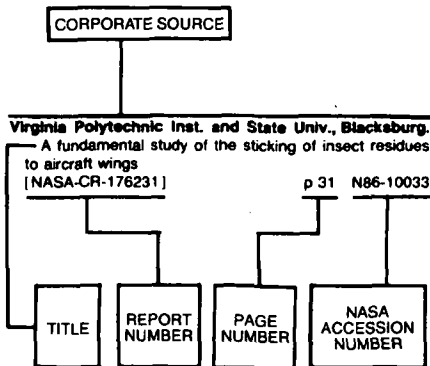 CORPORATE SOURCE
Virginia Polytechnic Inst. and State Univ., Blacksburg.
A fundamental study of the sticking of insect residues
to aircraft wings
[NASA-CR-176231] p 31 N86-10033
TITLE
REPORT
NUMBER
PAGE
NUMBER
NASA
ACCESSION
NUMBER